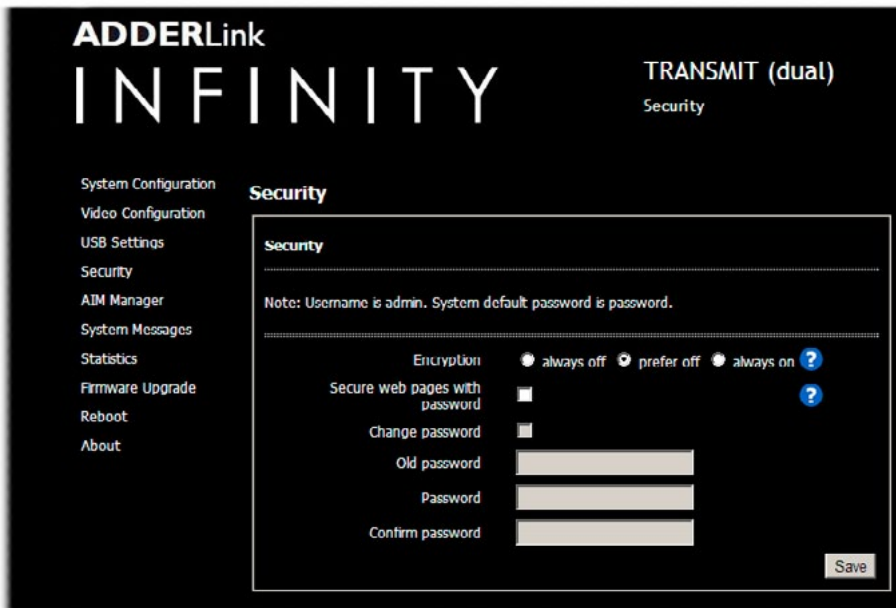 ADDERLink
INFINITY
TRANSMIT (dual)
Security
System Configuration
Video Configuration
USB Settings
Security
AIM Manager
System Messages
Statistics
Firmware Upgrade
Reboot
About
Security
Security
Note: Username is admin. System default password is password.
Encryption always off prefer off always on ?
Secure web pages with
password ?
Change password
Old password
Password
Confirm password
Save